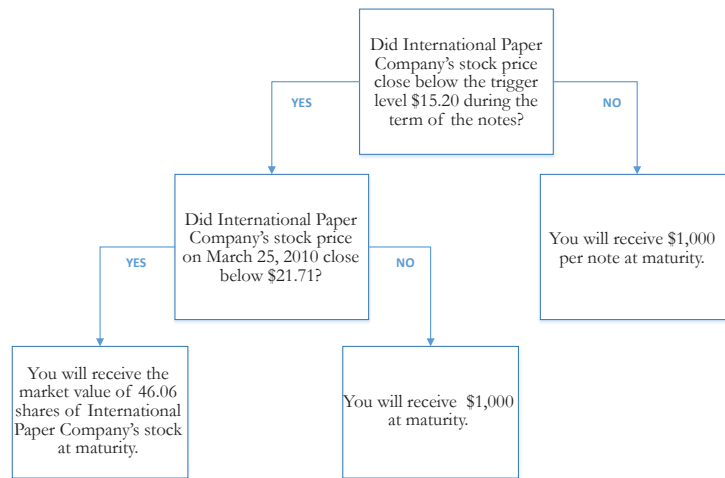 Did International Paper
Company's stock price
close below the trigger
level $15.20 during the
term of the notes?
YES
NO
Did International Paper
Company's stock price
on March 25, 2010 close
below $21.71?
You will receive $1,000
per note at maturity.
YES
NO
You will receive the
market value of 46.06
shares of International
Paper Company's stock
at maturity.
You will receive $1,000
at maturity.